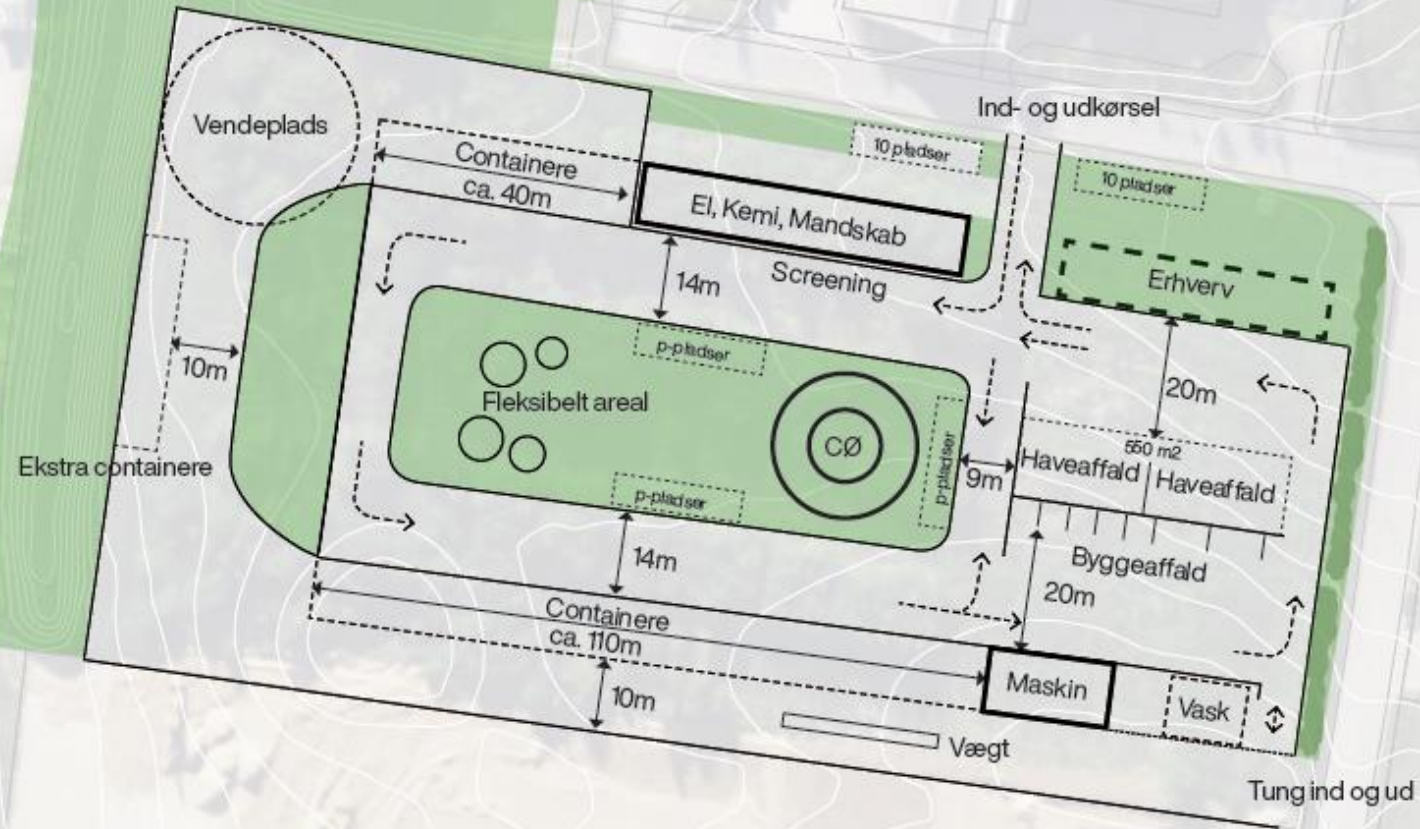 Ind- og udkørsel
Vendeplads
10 pladser
Containere
ca. 40m
10 pladser
El, Kemi, Mandskab
Screening
14m
Erhverv
10m
p-pladser
Fleksibelt areal
20m
CØ
p-pladser
550 m2
Haveaffald
Haveaffald
9m
Ekstra containere
p-pladser
14m
Byggeaffald
20m
Containere
ca. 110m
10m
Maskin
Vask
Vægt
Tung ind og ud